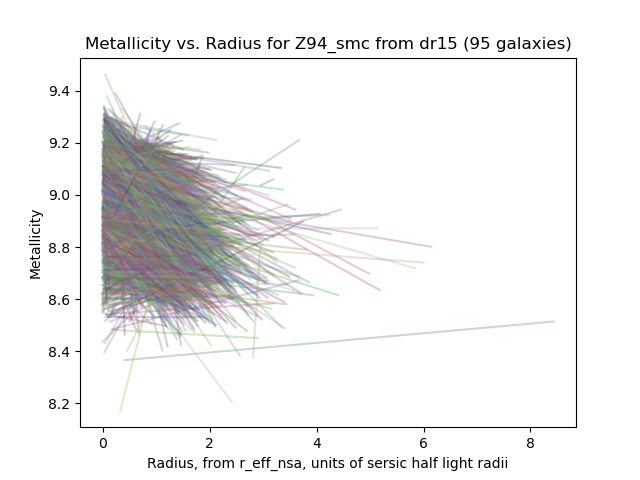 Metallicity vs. Radius for Z94_smc from dr15 (95 galaxies)
9.4
9.2
9.0
8.8
8.6
8.4
8.2
Metallicity
0 2 4 6 8
Radius, from r_eff_nsa, units of sersic half light radii